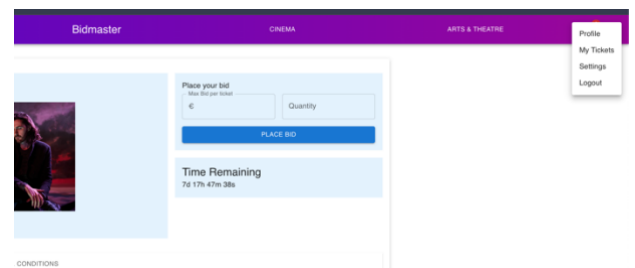 Bidmaster
CINEMA
ARTS & THEATRE
Profile
My Tickets
Settings
Logout
Place your bid
Max Bid per ticket
€
Quantity
PLACE BID
Time Remaining
7d 17h 47m 38s
CONDITIONS